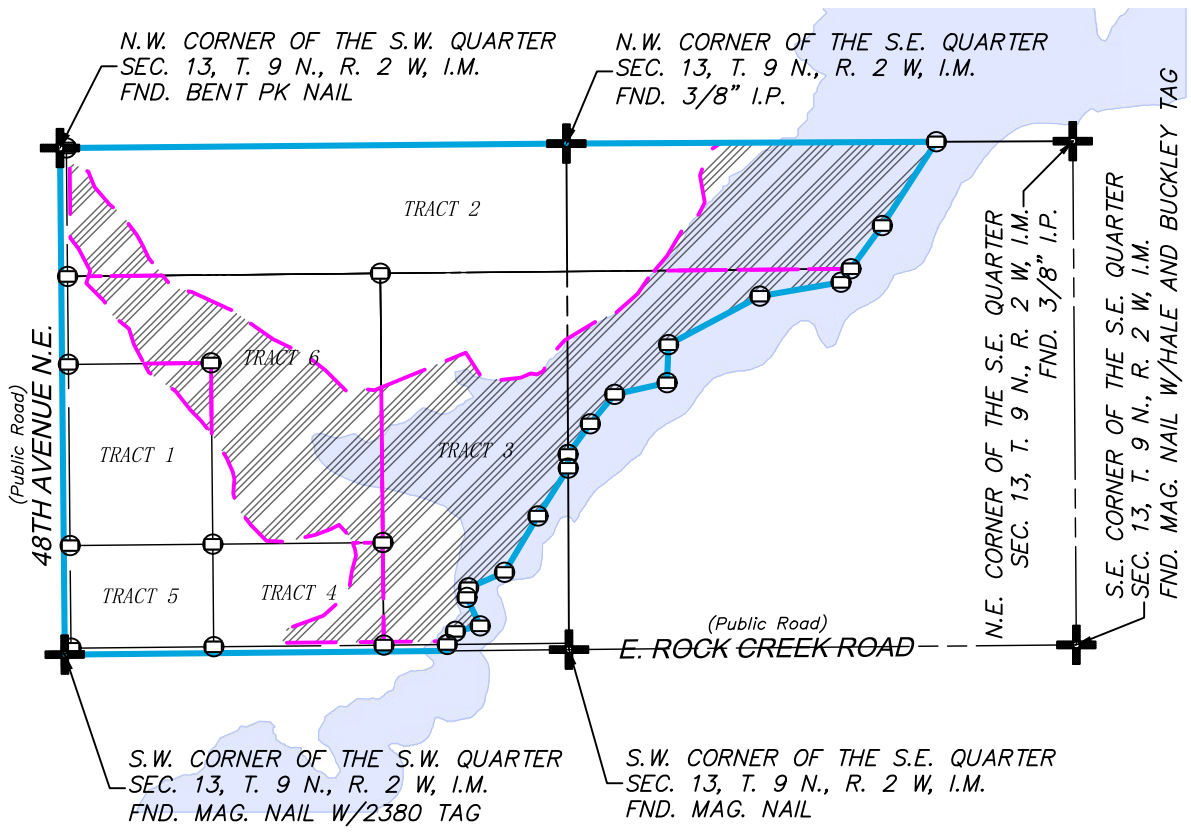 N.W. CORNER OF THE S.W. QUARTER
SEC. 13, T. 9 N., R. 2 W, I.M.
FND. BENT PK NAIL
N.W. CORNER OF THE S.E. QUARTER
SEC. 13, T. 9 N., R. 2 W, I.M.
FND. 3/8" I.P.
TRACT 2
TRACT 6
TRACT 1
TRACT 3
TRACT 5
TRACT 4
(Public Road)
48TH AVENUE N.E.
N.E. CORNER OF THE S.E. QUARTER
SEC. 13, T. 9 N., R. 2 W, I.M.
FND. 3/8" I.P.
S.E. CORNER OF THE S.E. QUARTER
SEC. 13, T. 9 N., R. 2 W, I.M.
FND. MAG. NAIL W/HALE AND BUCKLEY TAG
(Public Road)
E. ROCK CREEK ROAD
S.W. CORNER OF THE S.W. QUARTER
SEC. 13, T. 9 N., R. 2 W, I.M.
FND. MAG. NAIL W/2380 TAG
S.W. CORNER OF THE S.E. QUARTER
SEC. 13, T. 9 N., R. 2 W, I.M.
FND. MAG. NAIL